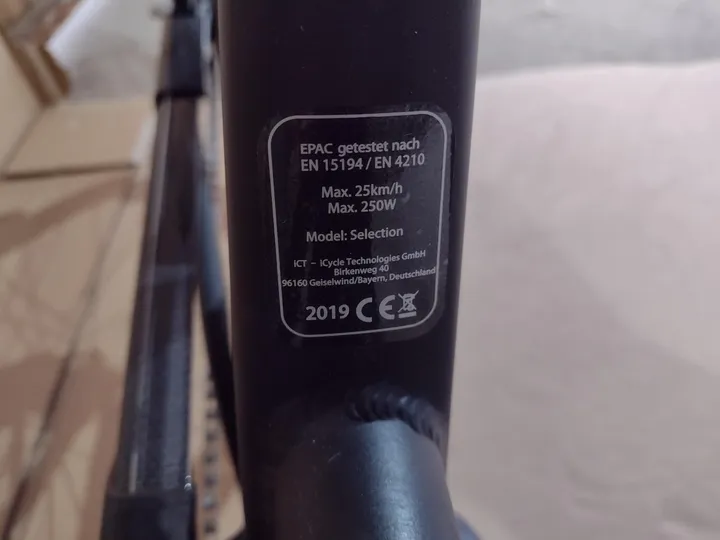 EPAC getestet nach
EN 15194 / EN 4210
Max. 25km/h
Max. 250W
Model: Selection
iCT – iCycle Technologies GmbH
Birkenweg 40
96160 Geiselwind/Bayern, Deutschland
2019 CE